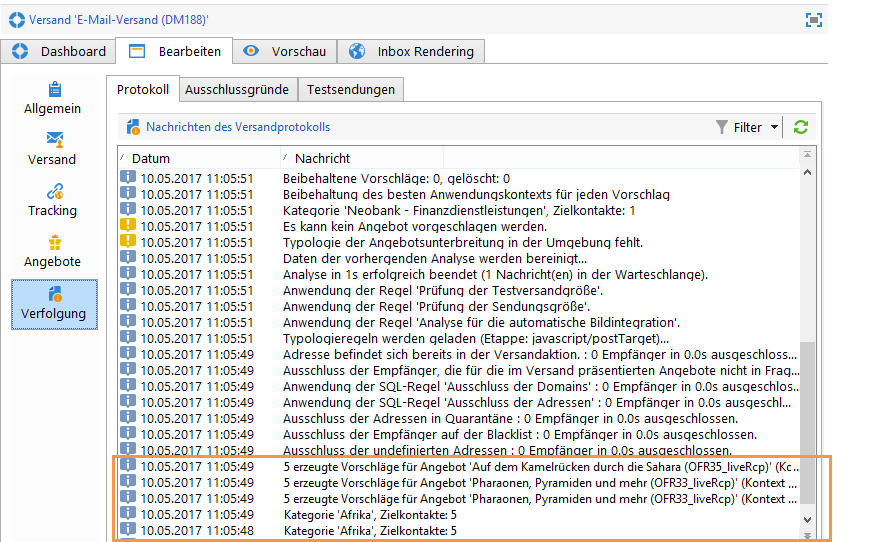 Versand 'E-Mail-Versand (DM188)'
Dashboard Bearbeiten Vorschau Inbox Rendering
Allgemein
Versand
Tracking
Angebote
Verfolgung
Protokoll Ausschlussgründe Testsendungen
Nachrichten des Versandprotokolls Filter
Datum Nachricht
10.05.2017 11:05:51 Beibehaltene Vorschläge: 0, gelöscht: 0
10.05.2017 11:05:51 Beibehaltung des besten Anwendungskontexts für jeden Vorschlag
10.05.2017 11:05:51 Kategorie 'Neobank - Finanzdienstleistungen', Zielkontakte: 1
10.05.2017 11:05:51 Es kann kein Angebot vorgeschlagen werden.
10.05.2017 11:05:51 Typologie der Angebotsunterbreitung in der Umgebung fehlt.
10.05.2017 11:05:51 Daten der vorhergenden Analyse werden bereinigt...
10.05.2017 11:05:51 Analyse in 1s erfolgreich beendet (1 Nachricht(en) in der Warteschlange).
10.05.2017 11:05:51 Anwendung der Regel 'Prüfung der Testversandgröße'.
10.05.2017 11:05:51 Anwendung der Regel 'Prüfung der Sendungsgröße'.
10.05.2017 11:05:51 Anwendung der Regel 'Analyse für die automatische Bildintegration'.
10.05.2017 11:05:51 Typologieregeln werden geladen (Etappe: javascript/postTarget)...
10.05.2017 11:05:49 Adresse befindet sich bereits in der Versandaktion. : 0 Empfänger in 0.0s ausgeschloss...
10.05.2017 11:05:49 Ausschluss der Empfänger, die für die im Versand präsentierten Angebote nicht in Frag...
10.05.2017 11:05:49 Anwendung der SQL-Regel 'Ausschluss der Domains' : 0 Empfänger in 0.0s ausgeschlos...
10.05.2017 11:05:49 Anwendung der SQL-Regel 'Ausschluss der Adressen' : 0 Empfänger in 0.0s ausgeschl...
10.05.2017 11:05:49 Ausschluss der Adressen in Quarantäne : 0 Empfänger in 0.0s ausgeschlossen.
10.05.2017 11:05:49 Ausschluss der Empfänger auf der Blacklist : 0 Empfänger in 0.0s ausgeschlossen.
10.05.2017 11:05:49 Ausschluss der undefinierten Adressen : 0 Empfänger in 0.0s ausgeschlossen.
10.05.2017 11:05:49 5 erzeugte Vorschläge für Angebot 'Auf dem Kamelrücken durch die Sahara (OFR35_liveRcp)' (Kc ...
10.05.2017 11:05:49 5 erzeugte Vorschläge für Angebot 'Pharaonen, Pyramiden und mehr (OFR33_liveRcp)' (Kontext ...
10.05.2017 11:05:49 5 erzeugte Vorschläge für Angebot 'Pharaonen, Pyramiden und mehr (OFR33_liveRcp)' (Kontext ...
10.05.2017 11:05:49 Kategorie 'Afrika', Zielkontakte: 5
10.05.2017 11:05:48 Kategorie 'Afrika', Zielkontakte: 5